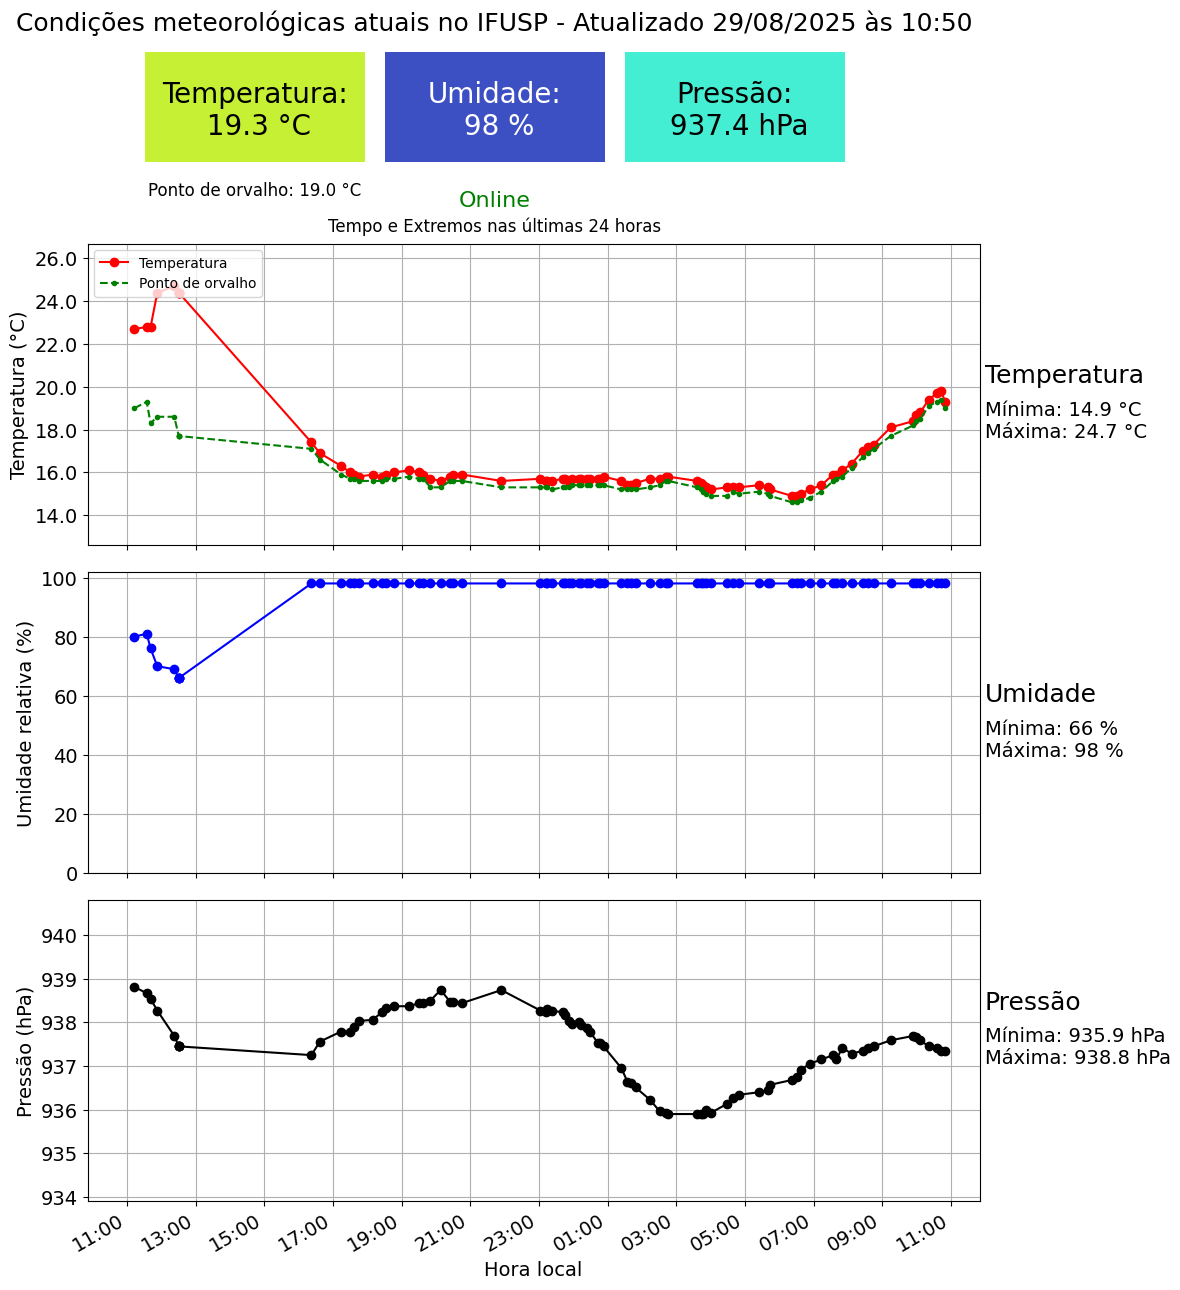 Condições meteorológicas atuais no IFUSP - Atualizado 29/08/2025 às 10:50
Temperatura:
19.3 °C
Umidade:
98 %
Pressão:
937.4 hPa
Ponto de orvalho: 19.0 °C
Online
Tempo e Extremos nas últimas 24 horas
Temperatura (°C)
26.0
24.0
22.0
20.0
18.0
16.0
14.0
Temperatura
Ponto de orvalho
Temperatura
Mínima: 14.9 °C
Máxima: 24.7 °C
Umidade relativa (%)
100
80
60
40
20
0
Umidade
Mínima: 66 %
Máxima: 98 %
Pressão (hPa)
940
939
938
937
936
935
934
Pressão
Mínima: 935.9 hPa
Máxima: 938.8 hPa
11:00
13:00
15:00
17:00
19:00
21:00
23:00
01:00
03:00
05:00
07:00
09:00
11:00
Hora local